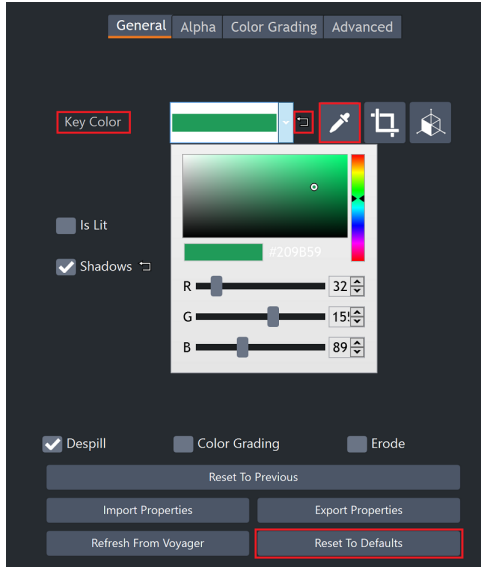 General Alpha Color Grading Advanced
Key Color
#209B59
Is Lit
Shadows
R 32
G 155
B 89
Despill Color Grading Erode
Reset To Previous
Import Properties Export Properties
Refresh From Voyager Reset To Defaults